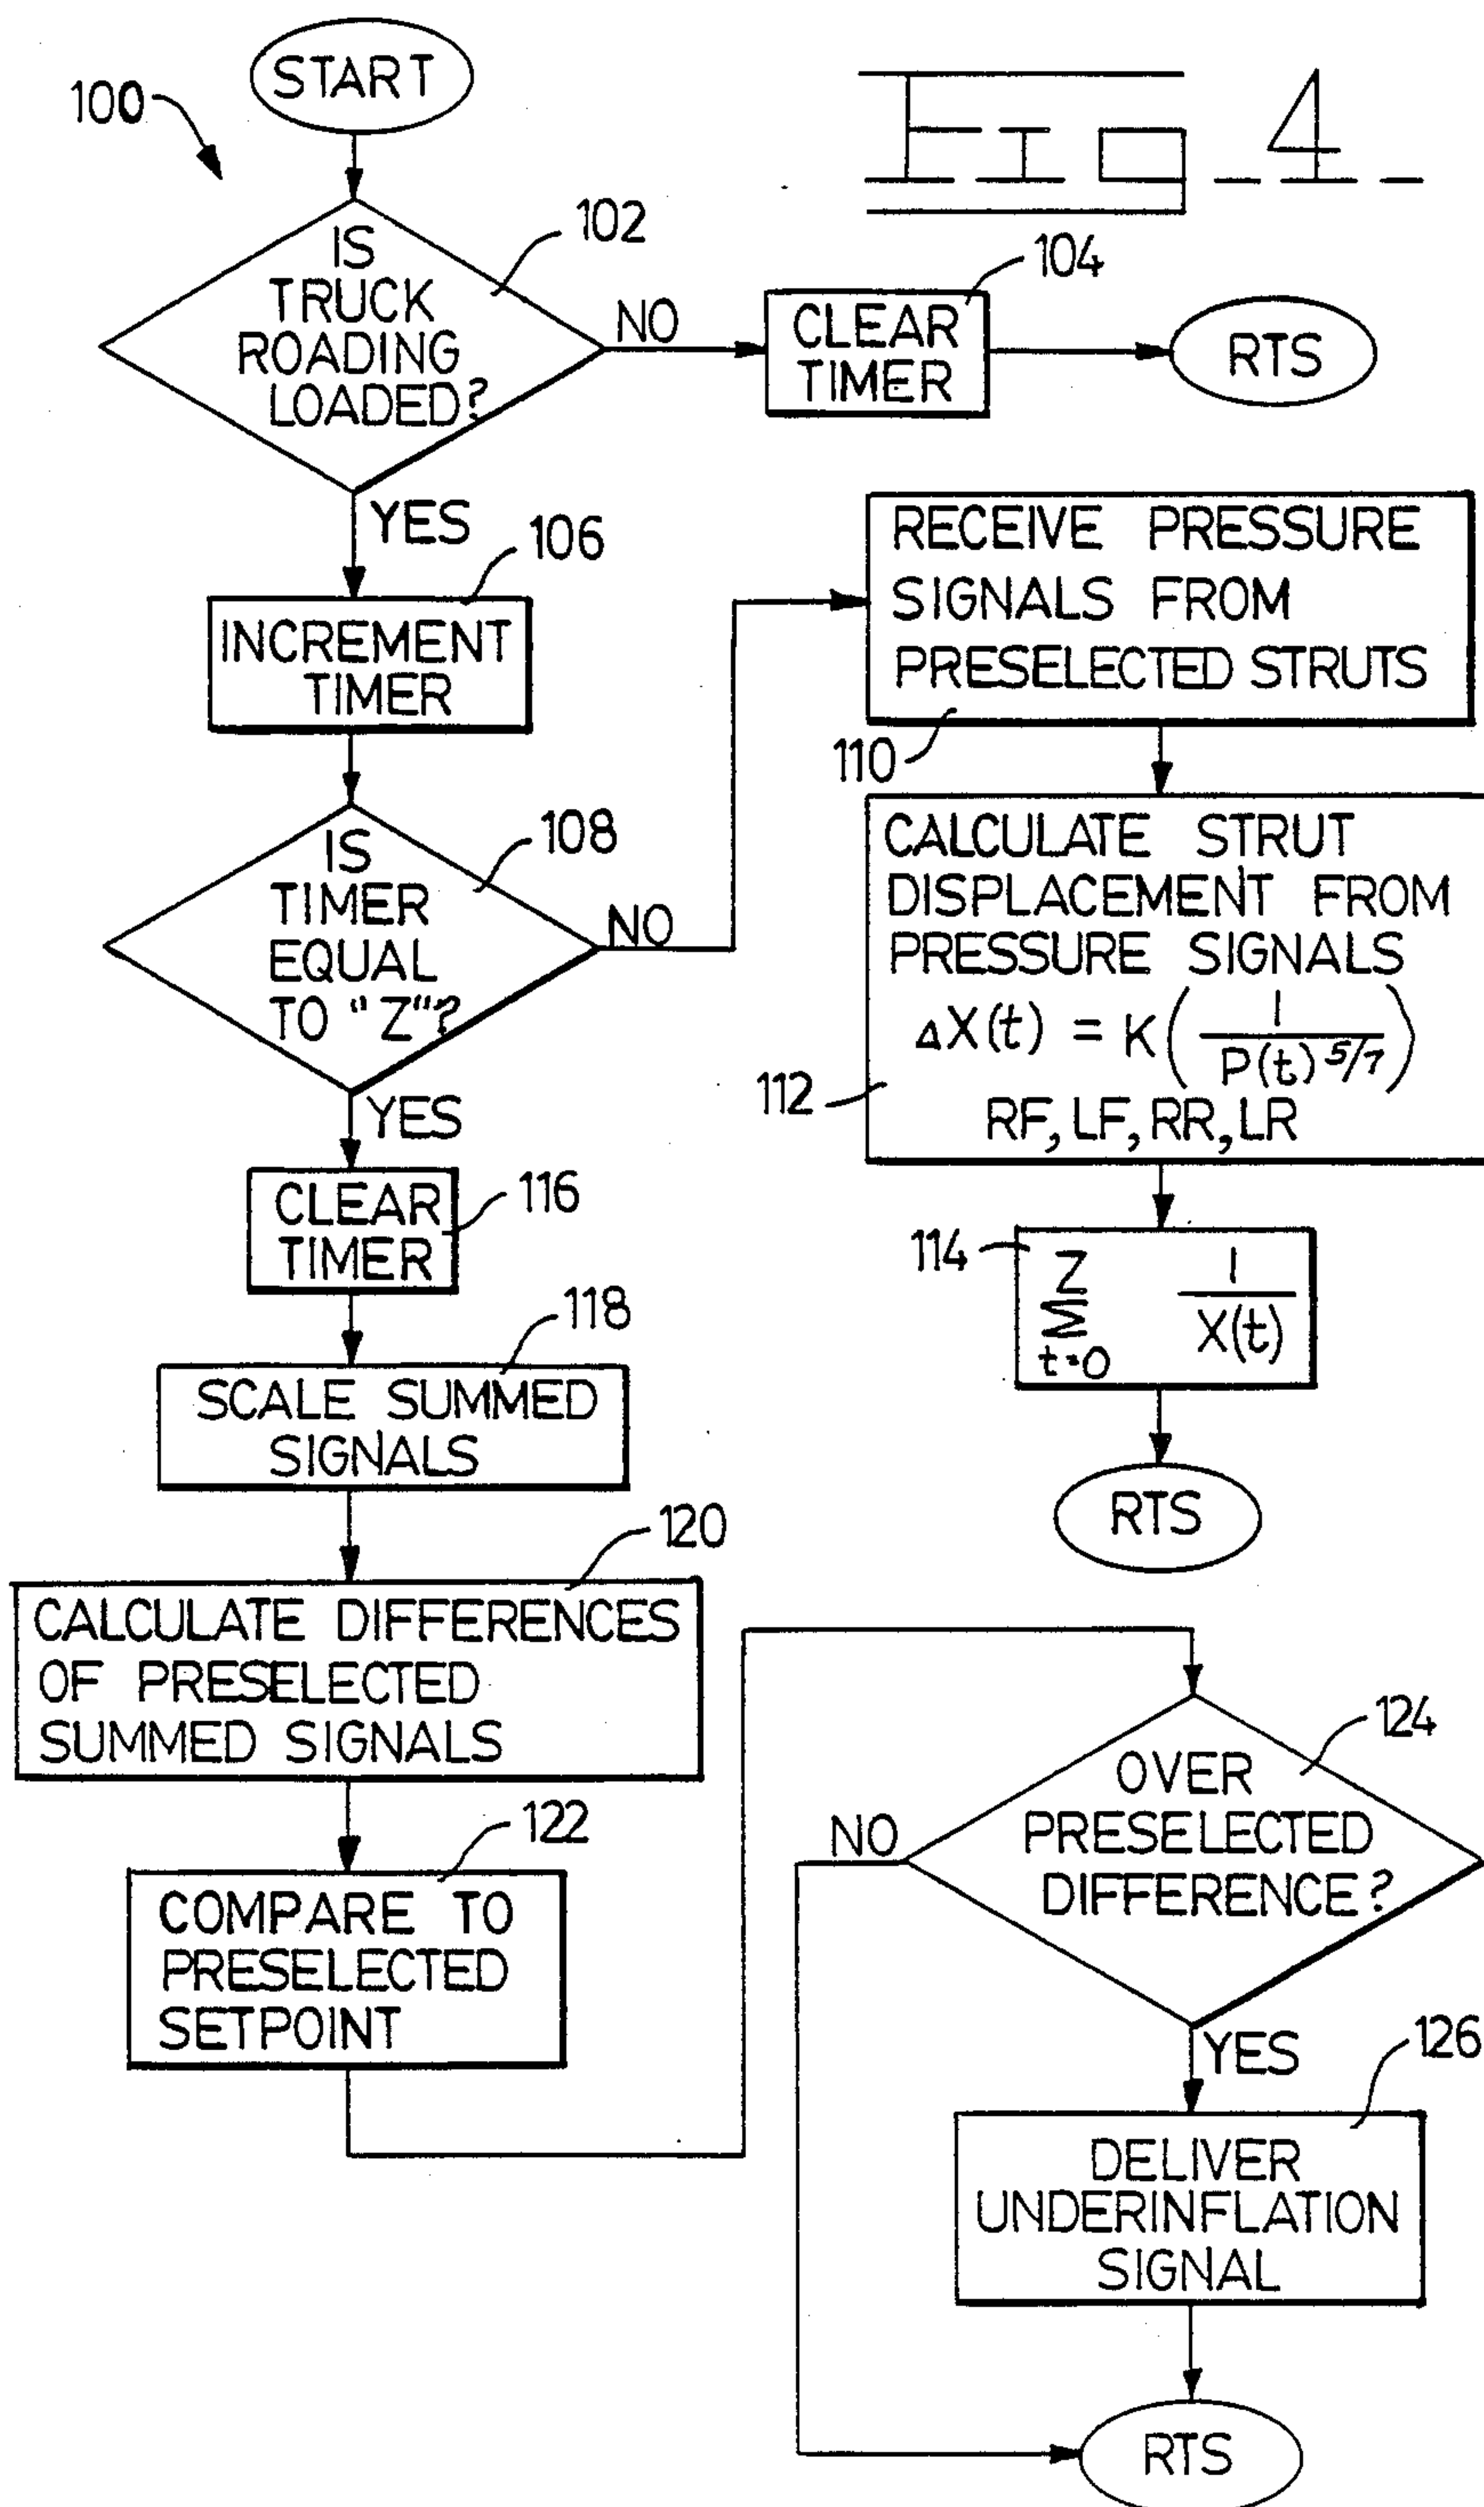 START
100
FIG_4_
102
IS
TRUCK
ROADING
LOADED?
NO
104
CLEAR
TIMER
RTS
YES
106
INCREMENT
TIMER
RECEIVE PRESSURE
SIGNALS FROM
PRESELECTED STRUTS
110
108
IS
TIMER
EQUAL
TO "Z"?
NO
CALCULATE STRUT
DISPLACEMENT FROM
PRESSURE SIGNALS
ΔX(t) = K(1/P(t)^5/7)
RF, LF, RR, LR
112
YES
CLEAR
TIMER
116
114
Z
Σ 1/X(t)
t=0
RTS
118
SCALE SUMMED
SIGNALS
120
CALCULATE DIFFERENCES
OF PRESELECTED
SUMMED SIGNALS
122
COMPARE TO
PRESELECTED
SETPOINT
124
OVER
PRESELECTED
DIFFERENCE?
NO
YES
126
DELIVER
UNDERINFLATION
SIGNAL
RTS